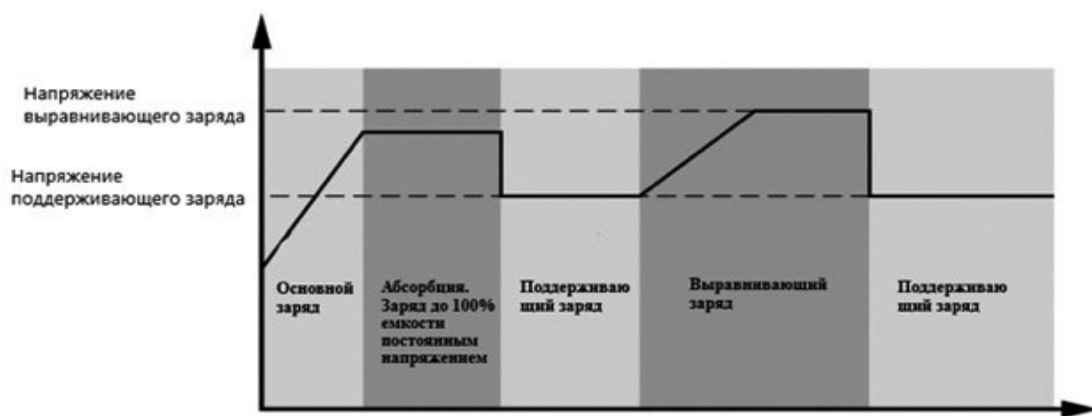 Напряжение
выравнивающего заряда
Напряжение
поддерживающего заряда
Основной
заряд
Абсорбция.
Заряд до 100%
емкости
постоянным
напряжением
Поддерживаю
щий заряд
Выравнивающий
заряд
Поддерживаю
щий заряд